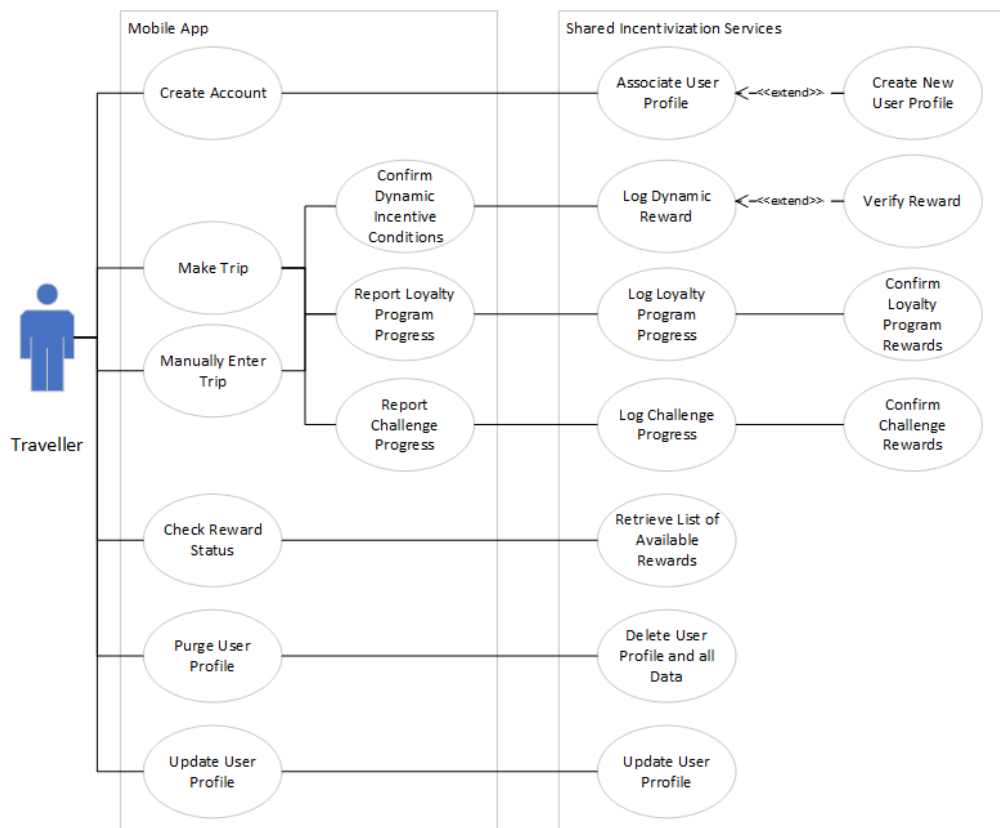 Mobile App
Shared Incentivization Services
Create Account
Associate User
Profile
<<extend>>
Create New
User Profile
Confirm
Dynamic
Incentive
Conditions
Log Dynamic
Reward
<<extend>>
Verify Reward
Make Trip
Report Loyalty
Program
Progress
Log Loyalty
Program
Progress
Confirm
Loyalty
Program
Rewards
Manually Enter
Trip
Report
Challenge
Progress
Log Challenge
Progress
Confirm
Challenge
Rewards
Traveller
Check Reward
Status
Retrieve List of
Available
Rewards
Purge User
Profile
Delete User
Profile and all
Data
Update User
Profile
Update User
Prrofile